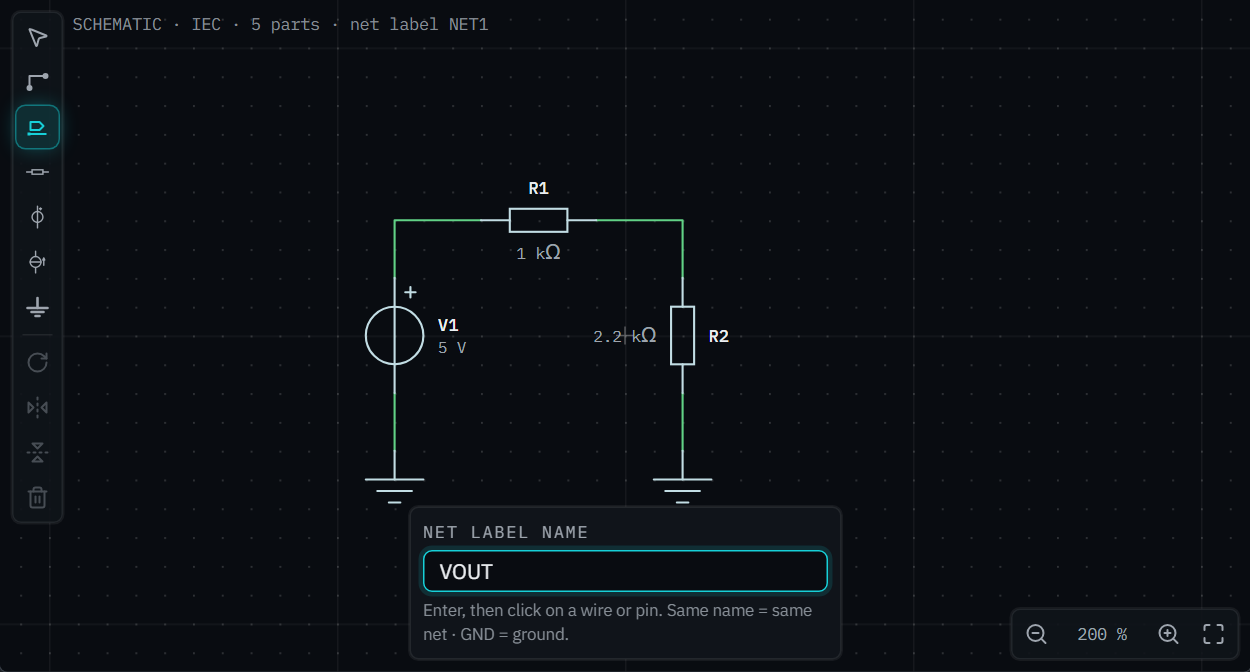 SCHEMATIC · IEC · 5 parts · net label NET1
R1
1 kΩ
+
V1
5 V
2.2 kΩ
R2
NET LABEL NAME
VOUT
Enter, then click on a wire or pin. Same name = same
net · GND = ground.
200 %